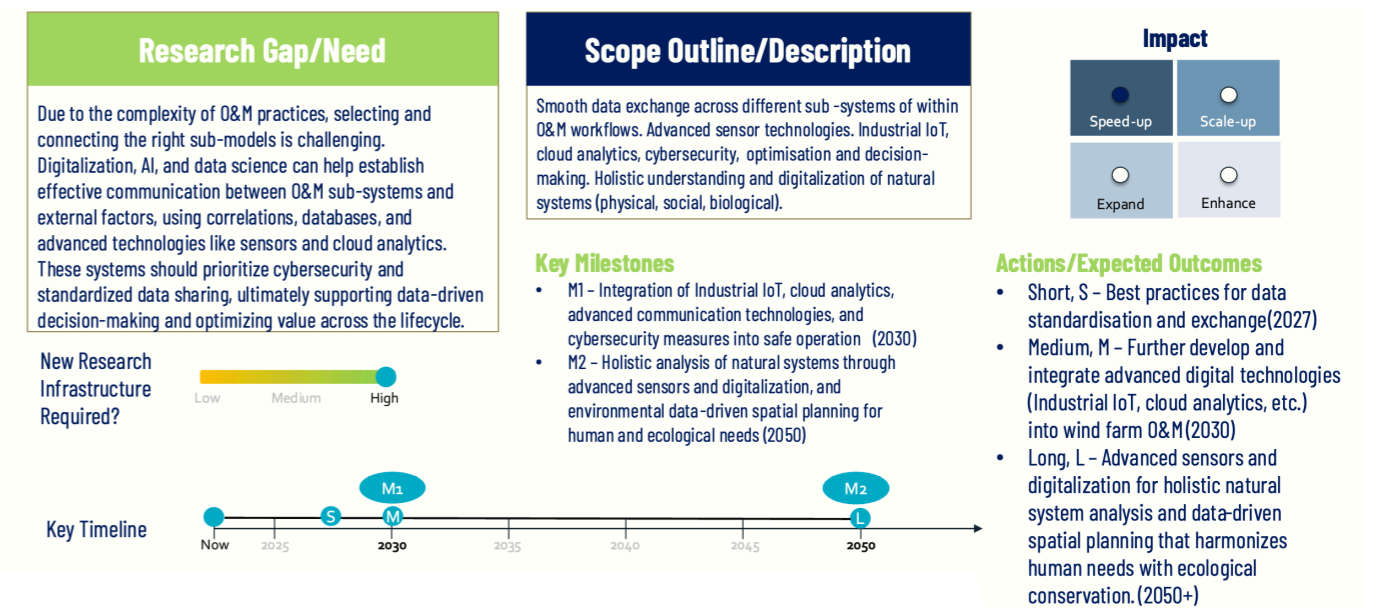 Research Gap/Need
Due to the complexity of O&M practices, selecting and
connecting the right sub-models is challenging.
Digitalization, AI, and data science can help establish
effective communication between O&M sub-systems and
external factors, using correlations, databases, and
advanced technologies like sensors and cloud analytics.
These systems should prioritize cybersecurity and
standardized data sharing, ultimately supporting data-driven
decision-making and optimizing value across the lifecycle.
New Research
Infrastructure
Required?
Low Medium High
Scope Outline/Description
Smooth data exchange across different sub -systems of within
O&M workflows. Advanced sensor technologies. Industrial IoT,
cloud analytics, cybersecurity, optimisation and decision-
making. Holistic understanding and digitalization of natural
systems (physical, social, biological).
Key Milestones
• M1 – Integration of Industrial IoT, cloud analytics,
advanced communication technologies, and
cybersecurity measures into safe operation (2030)
• M2 – Holistic analysis of natural systems through
advanced sensors and digitalization, and
environmental data-driven spatial planning for
human and ecological needs (2050)
Impact
Speed-up Scale-up
Expand Enhance
Actions/Expected Outcomes
• Short, S – Best practices for data
standardisation and exchange(2027)
• Medium, M – Further develop and
integrate advanced digital technologies
(Industrial IoT, cloud analytics, etc.)
into wind farm O&M(2030)
• Long, L – Advanced sensors and
digitalization for holistic natural
system analysis and data-driven
spatial planning that harmonizes
human needs with ecological
conservation. (2050+)
Key Timeline
M1 M2
S M L
Now 2025 2030 2035 2040 2045 2050